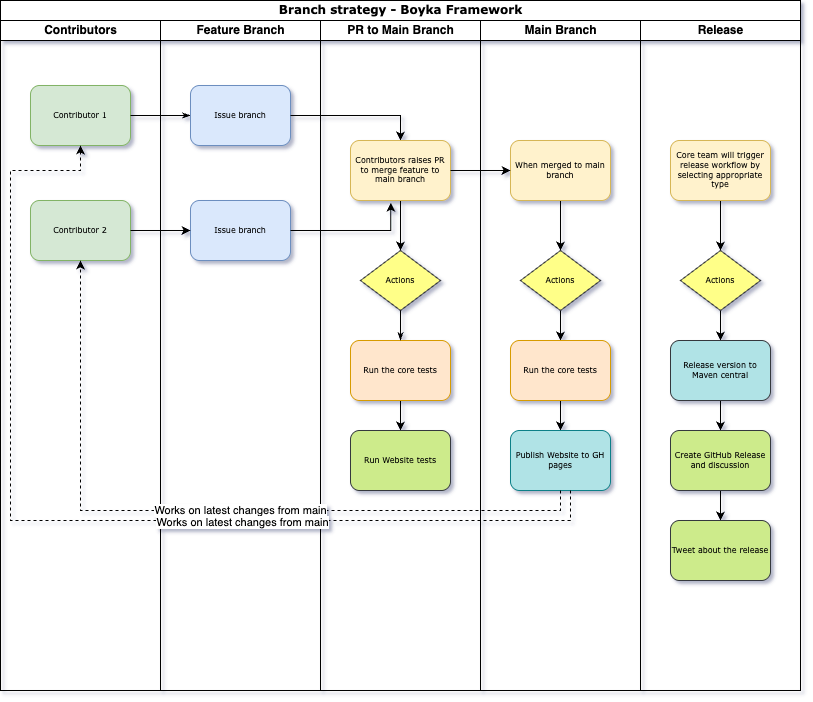 Branch strategy - Boyka Framework
Contributors
Feature Branch
PR to Main Branch
Main Branch
Release
Contributor 1
Issue branch
Contributors raises PR
to merge feature to
main branch
When merged to main
branch
Core team will trigger
release workflow by
selecting appropriate
type
Contributor 2
Issue branch
Actions
Actions
Actions
Run the core tests
Run the core tests
Release version to
Maven central
Run Website tests
Publish Website to GH
pages
Create GitHub Release
and discussion
Works on latest changes from main
Works on latest changes from main
Tweet about the release